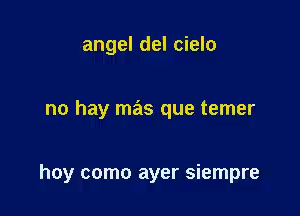 angel del cielo
no hay más que temer
hoy como ayer siempre